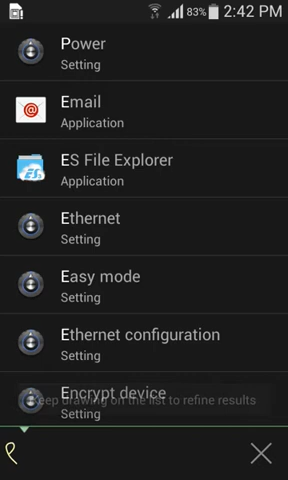 83% 2:42 PM
Power
Setting
Email
Application
ES File Explorer
Application
Ethernet
Setting
Easy mode
Setting
Ethernet configuration
Setting
Encrypt device
Keep drawing on the list to refine results
Setting